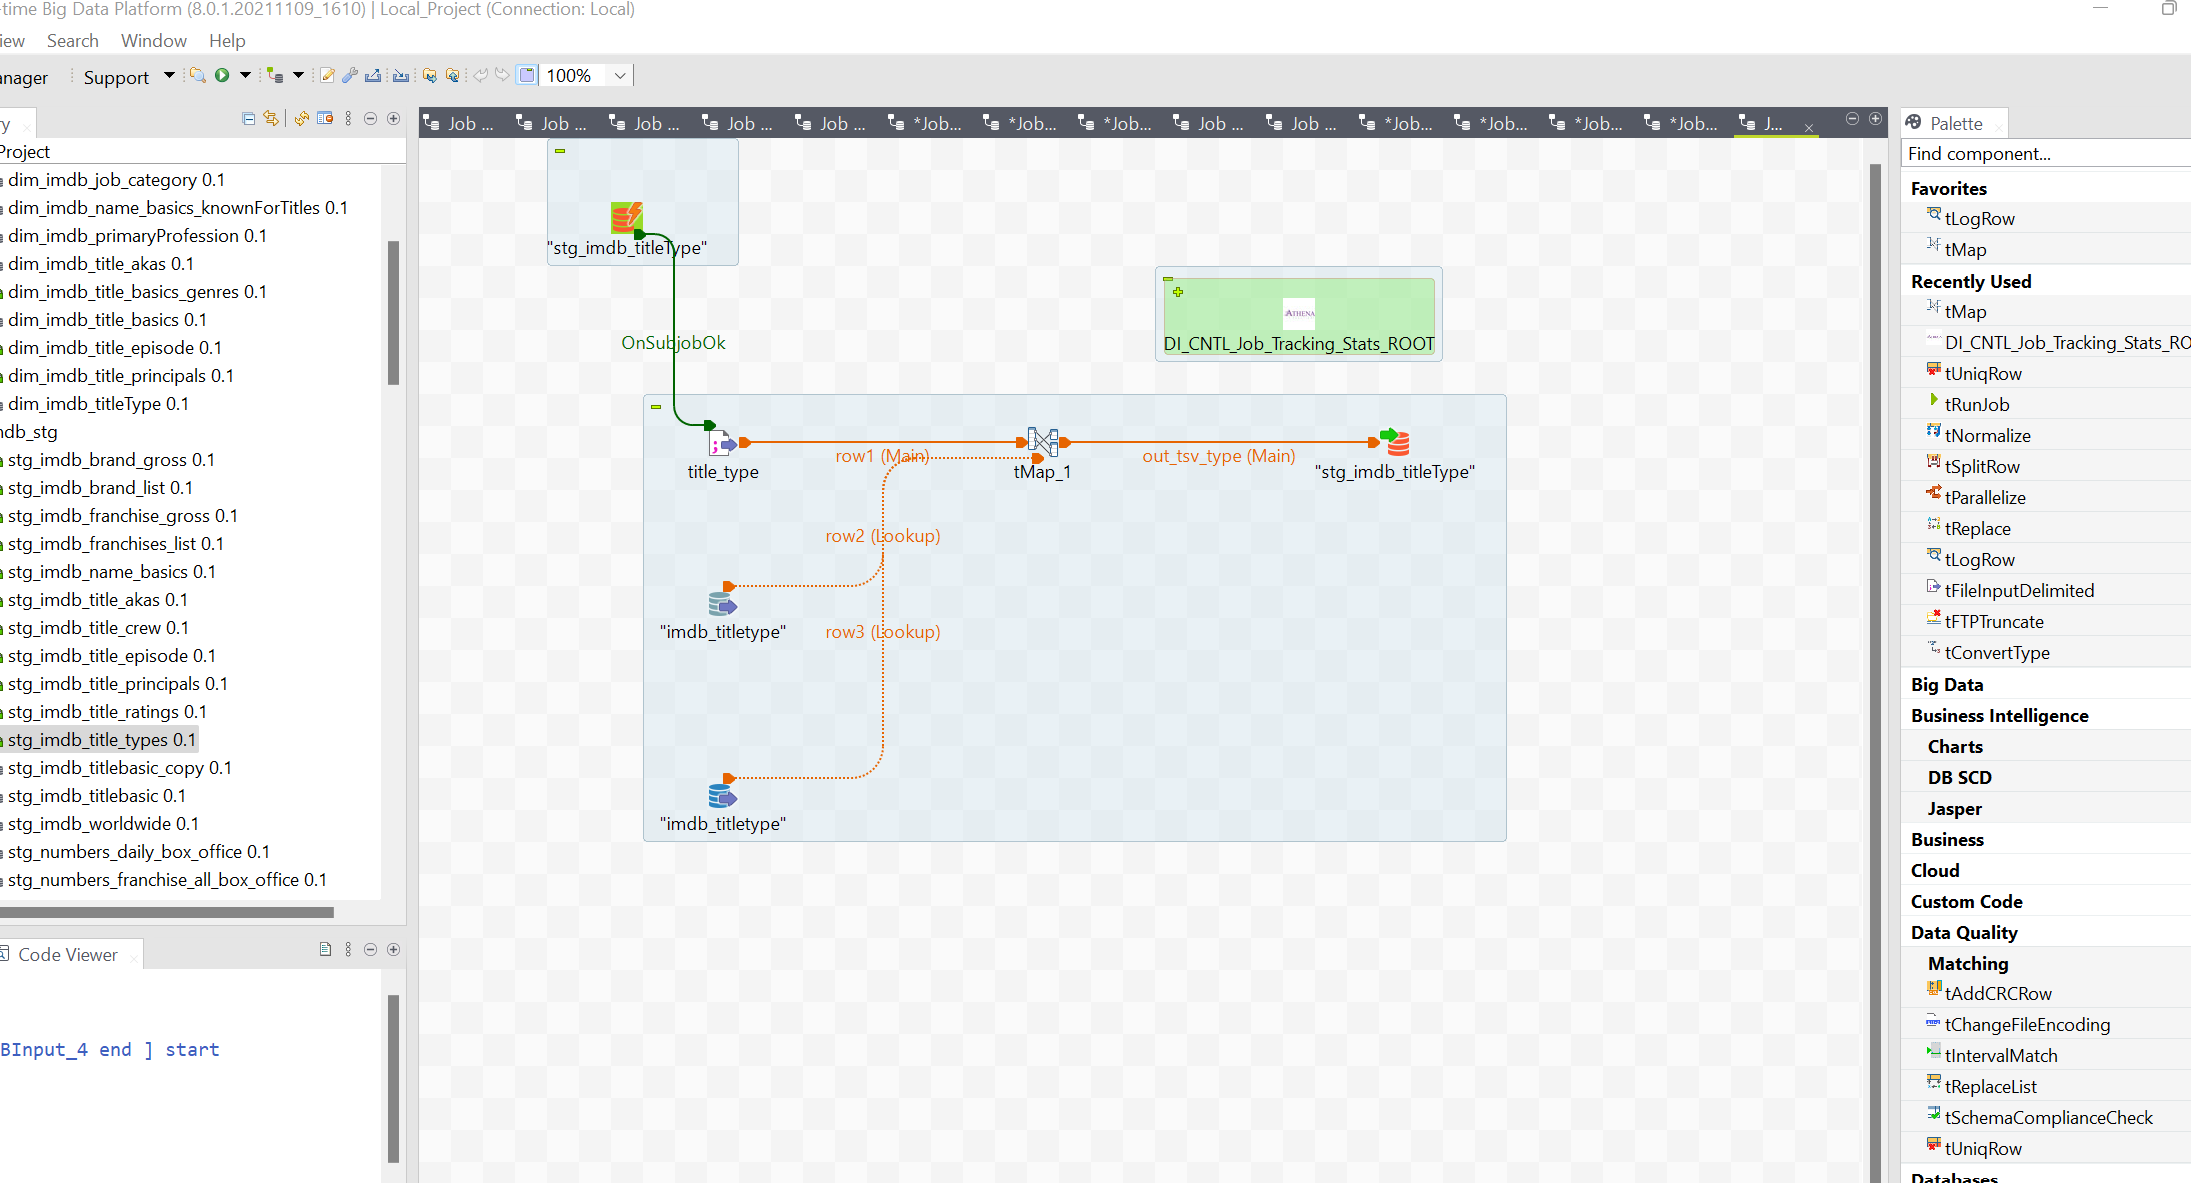 -time Big Data Platform (8.0.1.20211109_1610) | Local_Project (Connection: Local)
iew Search Window Help
anager Support 100%
ry
Project
dim_imdb_job_category 0.1
dim_imdb_name_basics_knownForTitles 0.1
dim_imdb_primaryProfession 0.1
dim_imdb_title_akas 0.1
dim_imdb_title_basics_genres 0.1
dim_imdb_title_basics 0.1
dim_imdb_title_episode 0.1
dim_imdb_title_principals 0.1
dim_imdb_titleType 0.1
mdb_stg
stg_imdb_brand_gross 0.1
stg_imdb_brand_list 0.1
stg_imdb_franchise_gross 0.1
stg_imdb_franchises_list 0.1
stg_imdb_name_basics 0.1
stg_imdb_title_akas 0.1
stg_imdb_title_crew 0.1
stg_imdb_title_episode 0.1
stg_imdb_title_principals 0.1
stg_imdb_title_ratings 0.1
stg_imdb_title_types 0.1
stg_imdb_titlebasic_copy 0.1
stg_imdb_titlebasic 0.1
stg_imdb_worldwide 0.1
stg_numbers_daily_box_office 0.1
stg_numbers_franchise_all_box_office 0.1
Code Viewer
BInput_4 end ] start
Job ... Job ... Job ... Job ... Job ... *Job... *Job... *Job... Job ... Job ... *Job... *Job... *Job... *Job... J...
"stg_imdb_titleType"
OnSubjobOk
ATHENA
DI_CNTL_Job_Tracking_Stats_ROOT
row1 (Main)
out_tsv_type (Main)
title_type
tMap_1
"stg_imdb_titleType"
row2 (Lookup)
"imdb_titletype"
row3 (Lookup)
"imdb_titletype"
Palette
Find component...
Favorites
tLogRow
tMap
Recently Used
tMap
DI_CNTL_Job_Tracking_Stats_RO
tUniqRow
tRunJob
tNormalize
tSplitRow
tParallelize
tReplace
tLogRow
tFileInputDelimited
tFTPTruncate
tConvertType
Big Data
Business Intelligence
Charts
DB SCD
Jasper
Business
Cloud
Custom Code
Data Quality
Matching
tAddCRCRow
tChangeFileEncoding
tIntervalMatch
tReplaceList
tSchemaComplianceCheck
tUniqRow
Databases